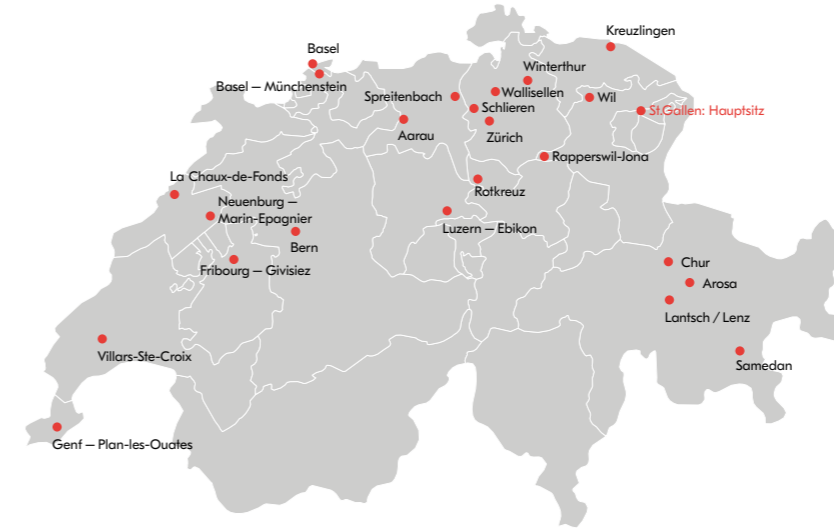 Kreuzlingen
Basel
Winterthur
Basel – Münchenstein
Wallisellen
Spreitenbach
Wil
Schlieren
St.Gallen: Hauptsitz
Aarau
Zürich
Rapperswil-Jona
La Chaux-de-Fonds
Rotkreuz
Neuenburg –
Marin-Epagnier
Luzern – Ebikon
Bern
Chur
Fribourg – Givisiez
Arosa
Lantsch / Lenz
Villars-Ste-Croix
Samedan
Genf – Plan-les-Ouates